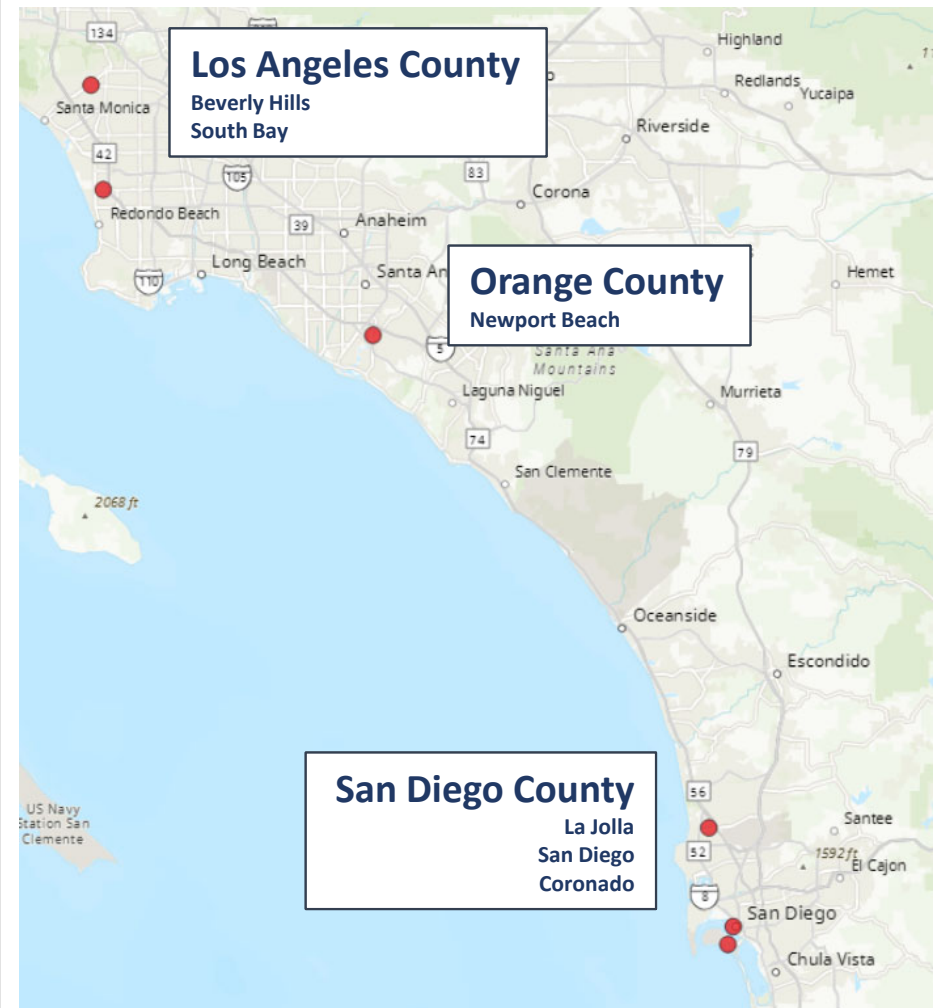 134
Los Angeles County
Beverly Hills
South Bay
Highland
Redlands
Yucaipa
Santa Monica
Riverside
42
105
83
Corona
Redondo Beach
39
Anaheim
Long Beach
110
Santa An
Hemet
Orange County
Newport Beach
5
Santa Ana
Mountains
Laguna Niguel
Murrieta
74
79
San Clemente
2068 ft
Oceanside
Escondido
San Diego County
La Jolla
San Diego
Coronado
56
US Navy
Station San
Clemente
Santee
52
1592 ft
El Cajon
8
San Diego
Chula Vista